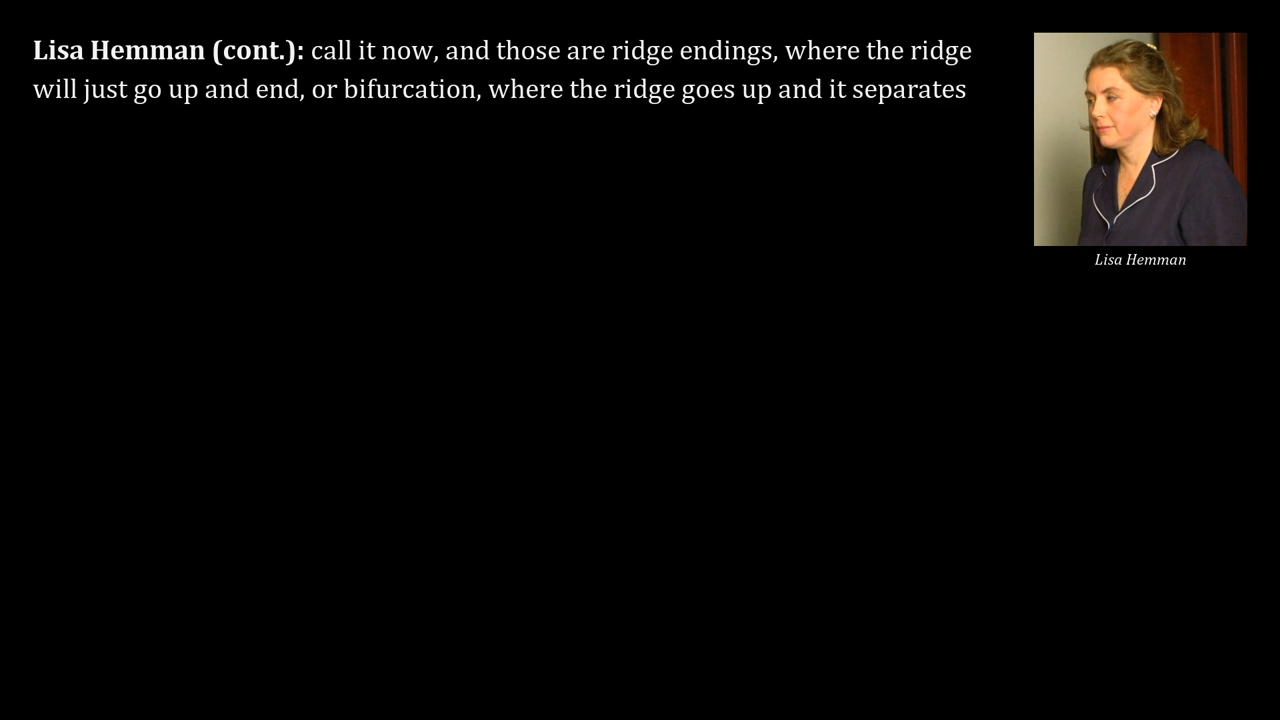 Lisa Hemman (cont.): call it now, and those are ridge endings, where the ridge
will just go up and end, or bifurcation, where the ridge goes up and it separates
Lisa Hemman